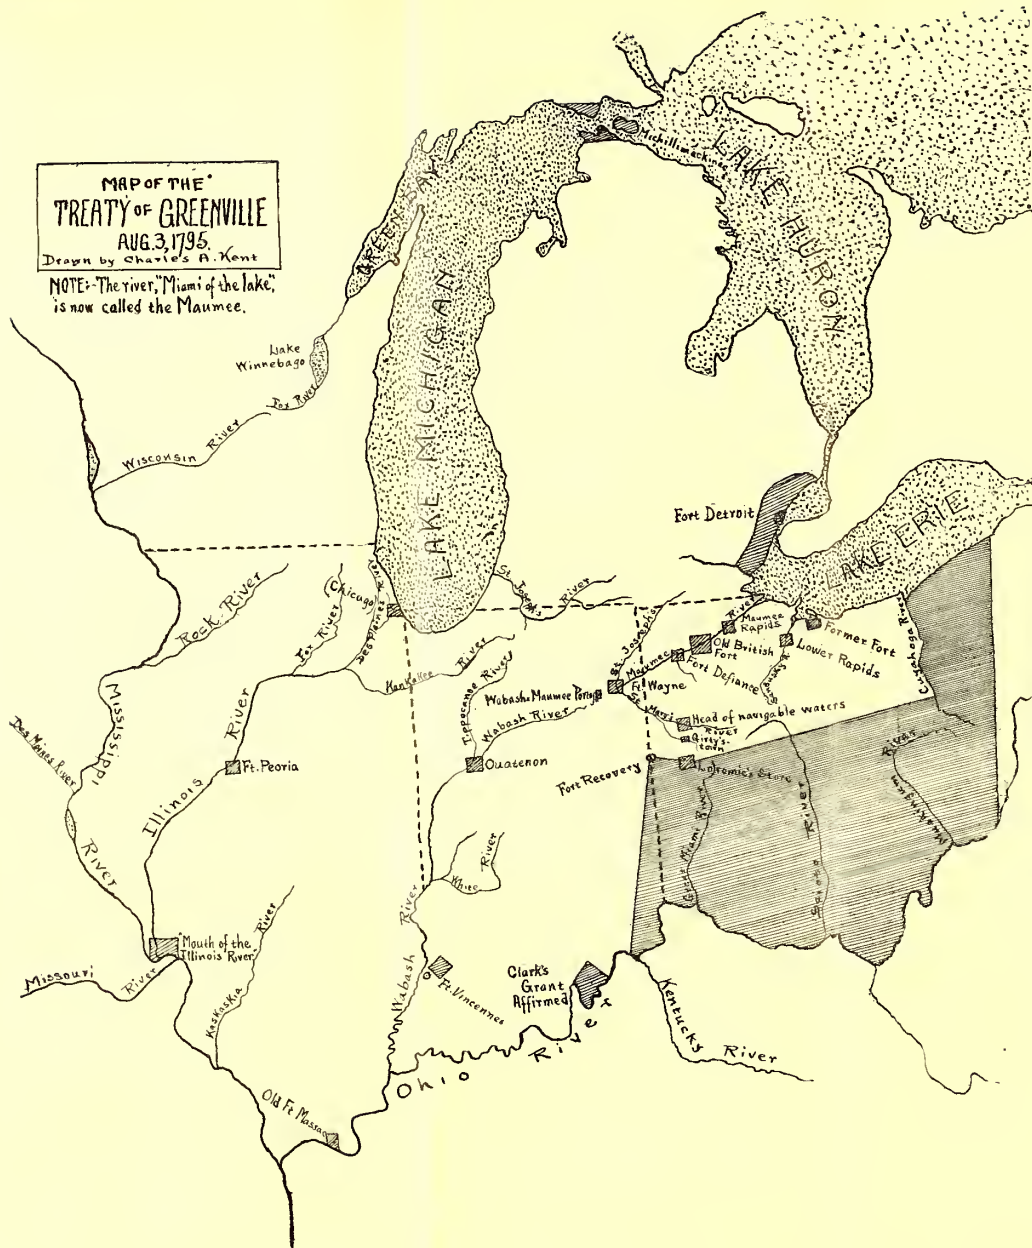 MAP OF THE
TREATY OF GREENVILLE
AUG. 3, 1795.
Drawn by Charles A. Kent
NOTE:- The river, "Miami of the lake",
is now called the Maumee.
Michillimackinac
LAKE HURON
GREEN BAY
LAKE MICHIGAN
Lake
Winnebago
Fox River
Wisconsin River
Fort Detroit
LAKE ERIE
Rock River
Chicago
Fox River
Des Plaines
St. Joseph's River
Kankakee River
Tippecanoe River
Wabash River
Wabash-Maumee Portage
St. Joseph's
Maumee
River
Maumee
Rapids
Old British
Fort
Fort Defiance
Ft. Wayne
Former Fort
Lower Rapids
Sandusky R.
Cuyahoga River
St. Mary's
River
Head of navigable waters
Girty's
town
Loromie's Store
Fort Recovery
Mississippi
River
Des Moines River
Illinois River
Ft. Peoria
Ouatenon
White River
Great Miami River
Scioto River
Muskingum River
Wabash River
"Mouth of the
Illinois River"
Missouri River
Kaskaskia River
Ft. Vincennes
Clark's
Grant
Affirmed
Kentucky River
Ohio River
Old Ft. Massac